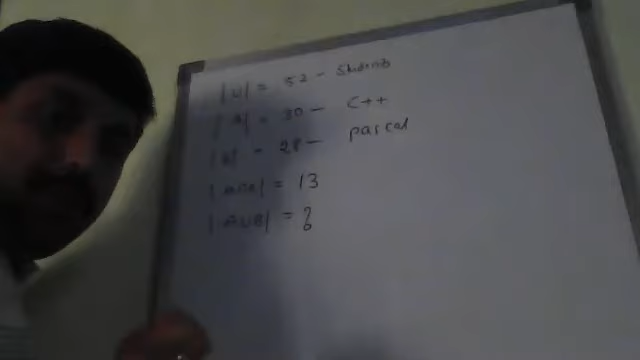 |U| = 52 - Students
|A| = 30 - C++
|B| = 28 - pascal
|A∩B| = 13
|A∪B| = ?